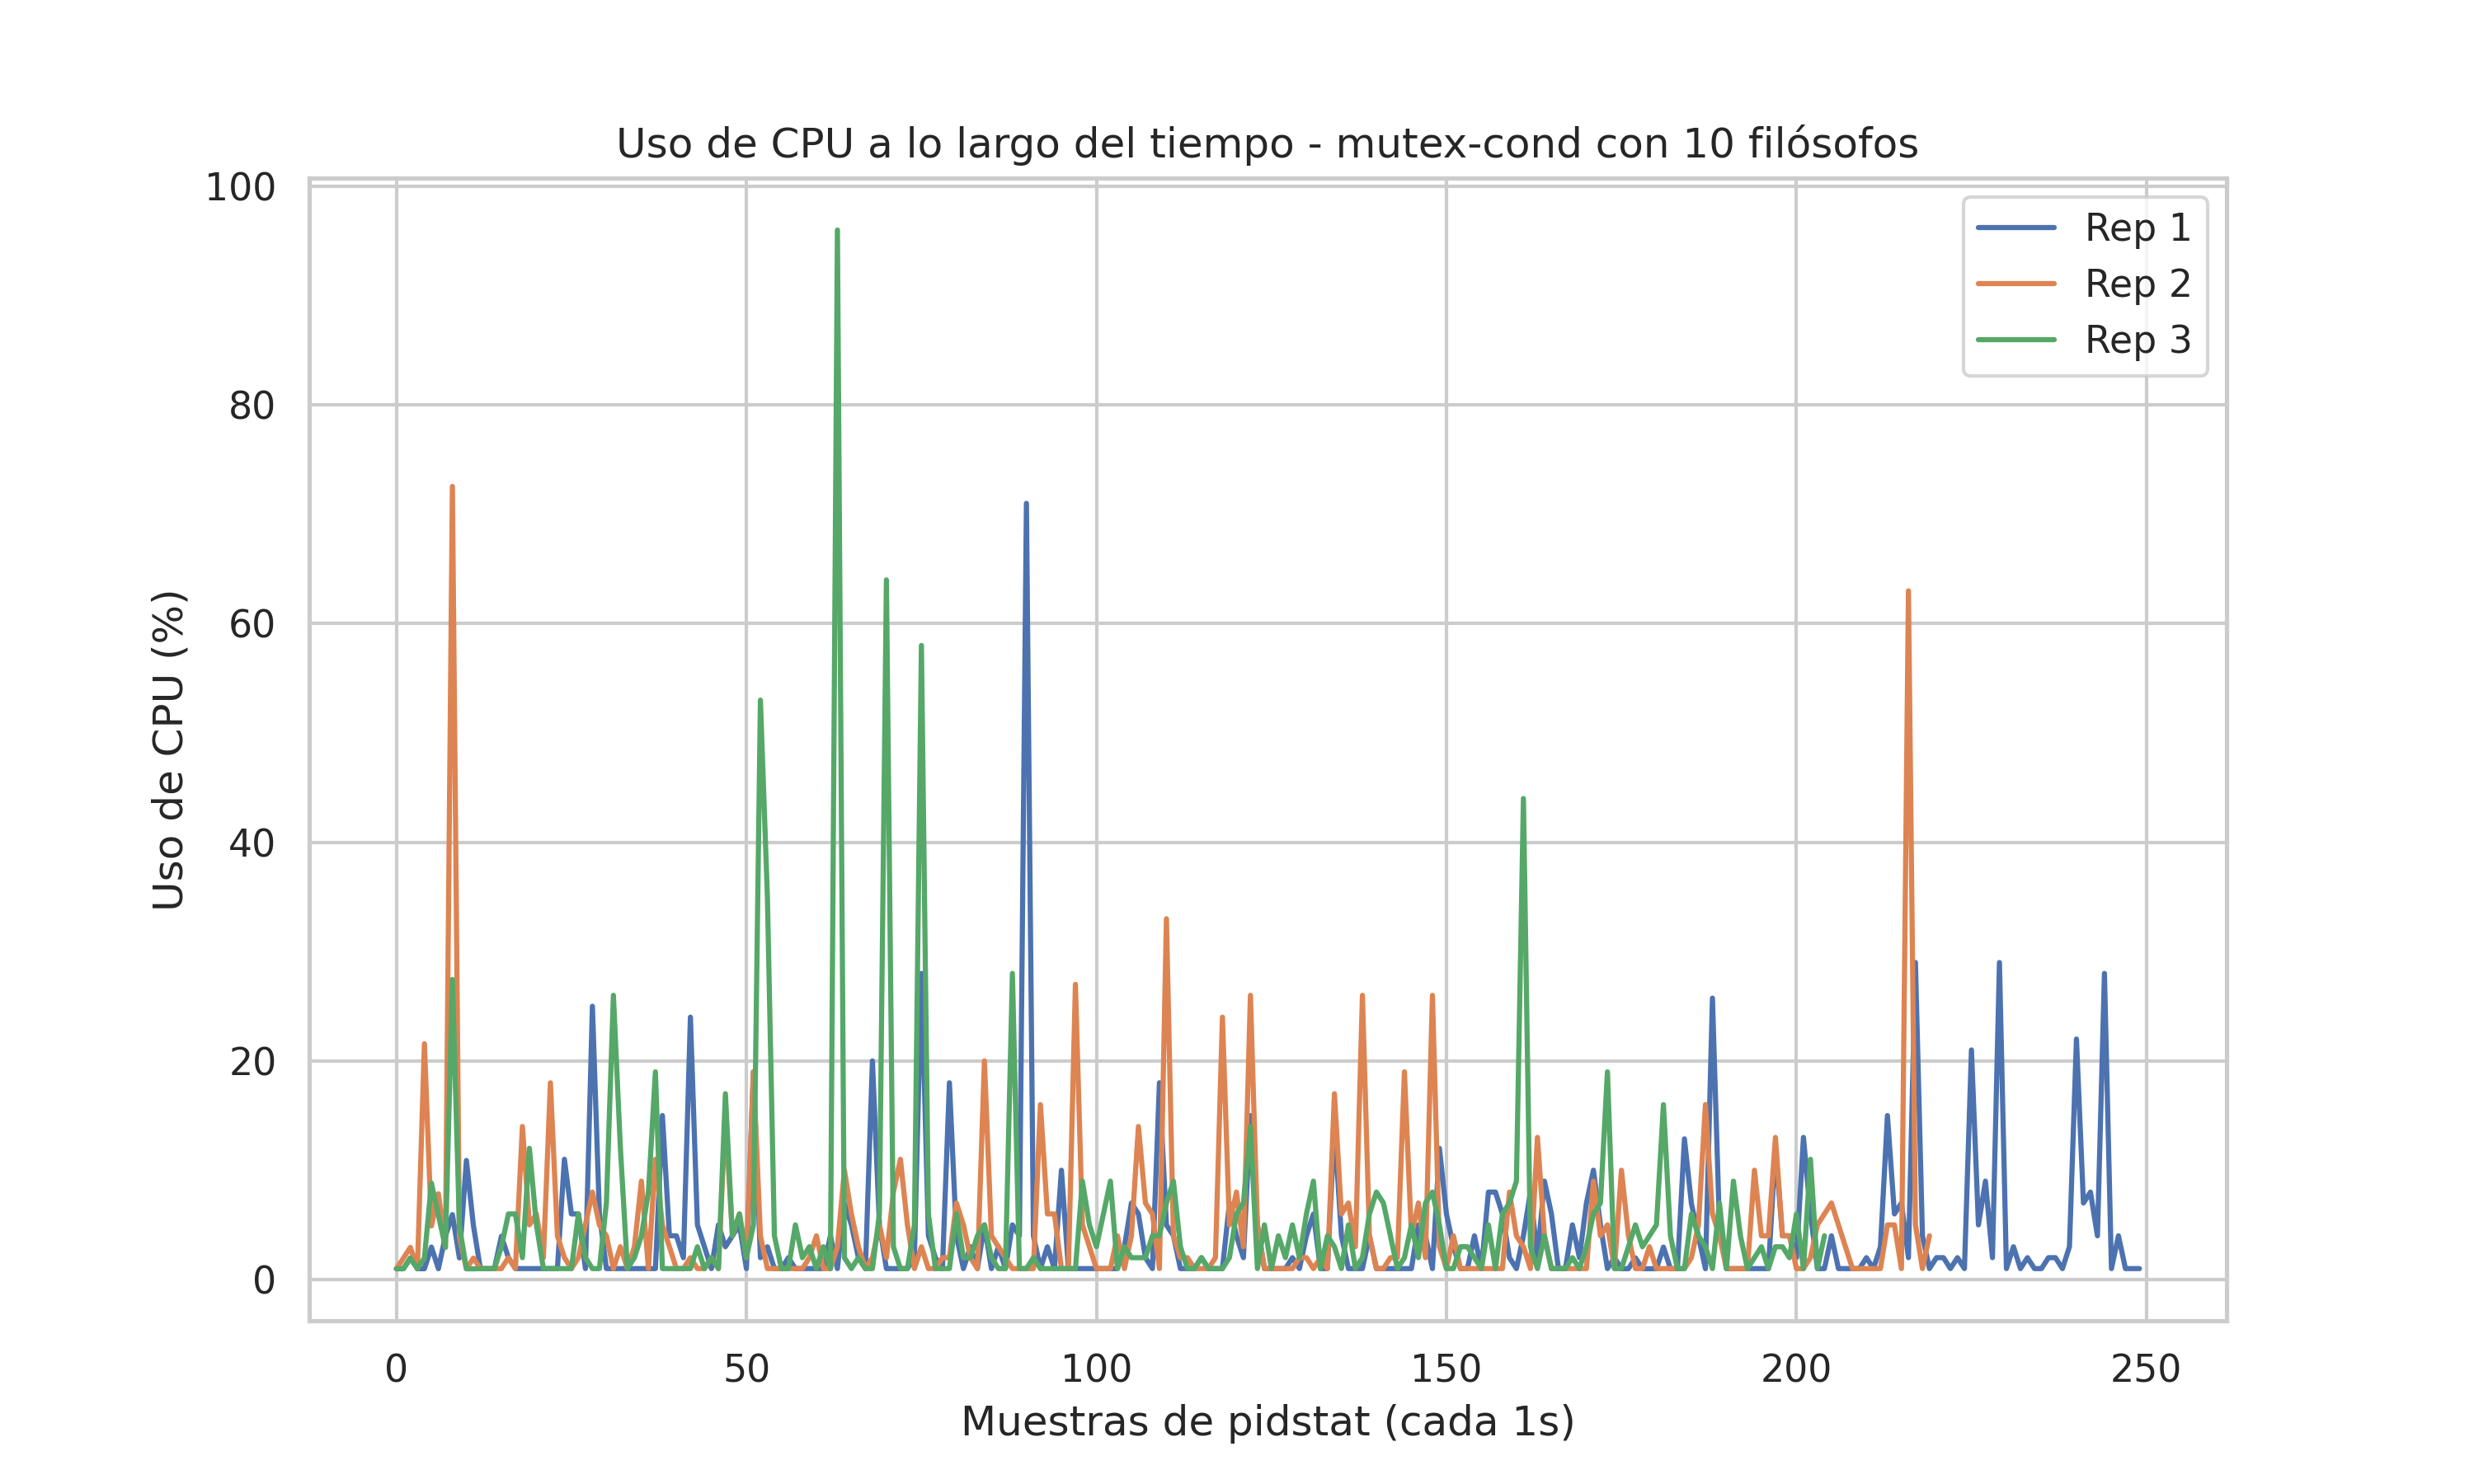 Uso de CPU a lo largo del tiempo - mutex-cond con 10 filósofos
Rep 1
Rep 2
Rep 3
Uso de CPU (%)
100
80
60
40
20
0
0 50 100 150 200 250
Muestras de pidstat (cada 1s)